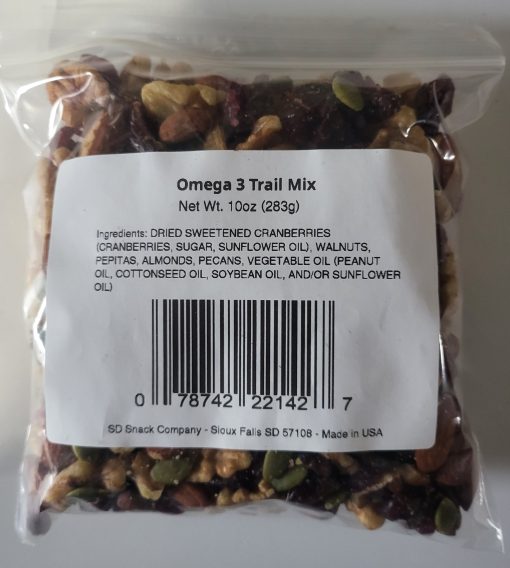 Omega 3 Trail Mix
Net Wt. 10oz (283g)
Ingredients: DRIED SWEETENED CRANBERRIES
(CRANBERRIES, SUGAR, SUNFLOWER OIL), WALNUTS,
PEPITAS, ALMONDS, PECANS, VEGETABLE OIL (PEANUT
OIL, COTTONSEED OIL, SOYBEAN OIL, AND/OR SUNFLOWER
OIL)
0 78742 22142 7
SD Snack Company - Sioux Falls SD 57108 - Made in USA